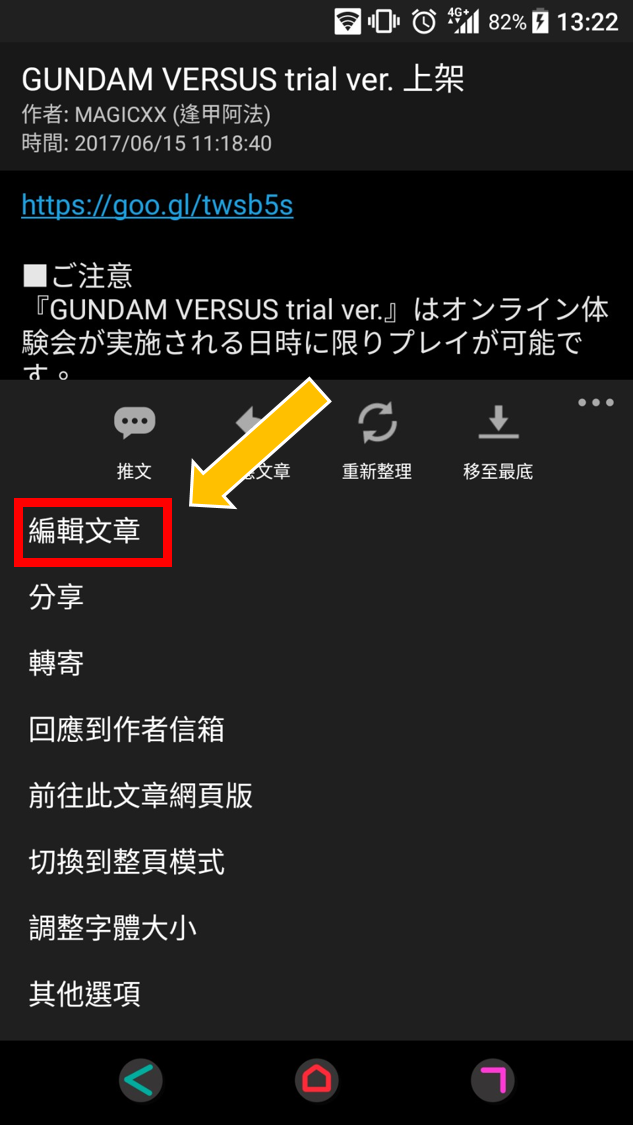 4G+ 82% 13:22
GUNDAM VERSUS trial ver. 上架
作者: MAGICXX (逢甲阿法)
時間: 2017/06/15 11:18:40
https://goo.gl/twsb5s
■ご注意
『GUNDAM VERSUS trial ver.』はオンライン体
験会が実施される日時に限りプレイが可能で
す。
推文 文章 重新整理 移至最底
編輯文章
分享
轉寄
回應到作者信箱
前往此文章網頁版
切換到整頁模式
調整字體大小
其他選項